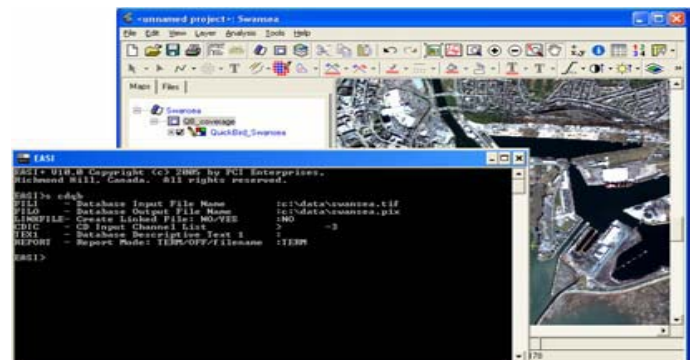 <unnamed project>: Swansea
File Edit View Layer Analysis Tools Help
Maps Files
Swansea
QB_coverage
QuickBird_Swansea
EASI
EASI+ V10.0 Copyright (c) 2005 by PCI Enterprises,
Richmond Hill, Canada. All rights reserved.
EASI>s cdqb
FILI - Database Input File Name :c:\data\swansea.tif
FILO - Database Output File Name :c:\data\swansea.pix
LINKFILE- Create Linked File: NO/YES :NO
CDIC - CD Input Channel List > -3
TEX1 - Database Descriptive Text 1 :
REPORT - Report Mode: TERM/OFF/filename :TERM
EASI>